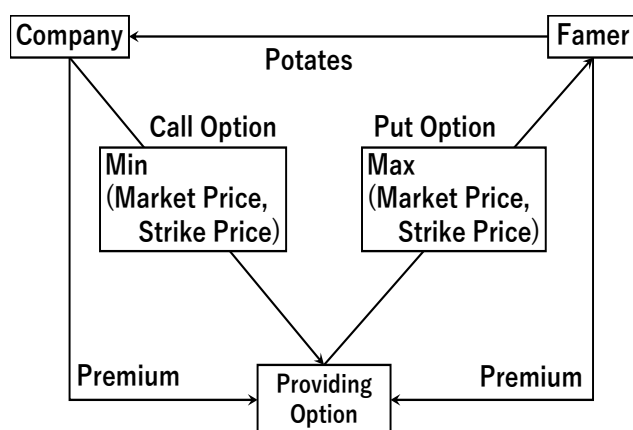 Company
Famer
Potates
Call Option
Put Option
Min
(Market Price,
Strike Price)
Max
(Market Price,
Strike Price)
Premium
Providing
Option
Premium